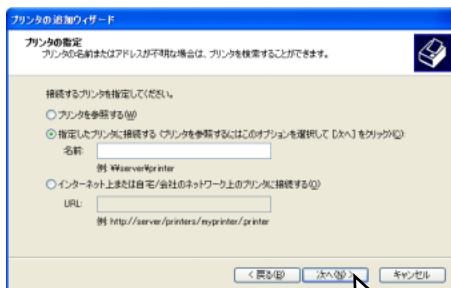 プリンタの追加ウィザード
プリンタの指定
プリンタの名前またはアドレスが不明な場合は、プリンタを検索することができます。
接続するプリンタを指定してください。
プリンタを参照する(W)
指定したプリンタに接続する (プリンタを参照するにはこのオプションを選択して [次へ] をクリック)(C):
名前:
例: ¥¥server¥printer
インターネット上または自宅/会社のネットワーク上のプリンタに接続する(O):
URL:
例: http://server/printers/myprinter/.printer
< 戻る(B)
次へ(N) >
キャンセル